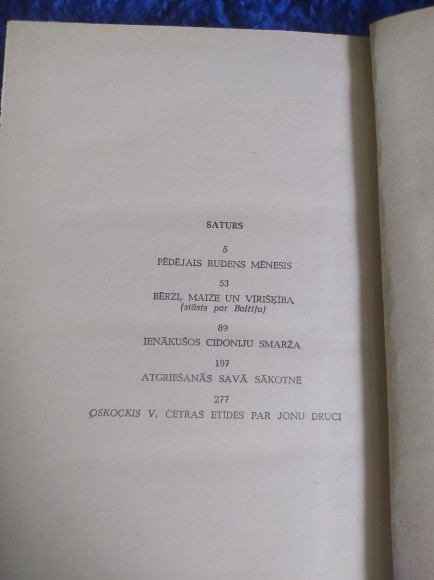 SATURS
5
PĒDĒJAIS RUDENS MĒNESIS
53
BĒRZI, MAIZE UN VĪRIŠĶĪBA
(stāsts par Baltiņu)
89
IENĀKUŠOS CIDONIJU SMARŽA
197
ATGRIEŠANĀS SAVĀ SĀKOTNĒ
277
OSKOCKIS V, ČETRAS ETĪDES PAR JONU DRUCI